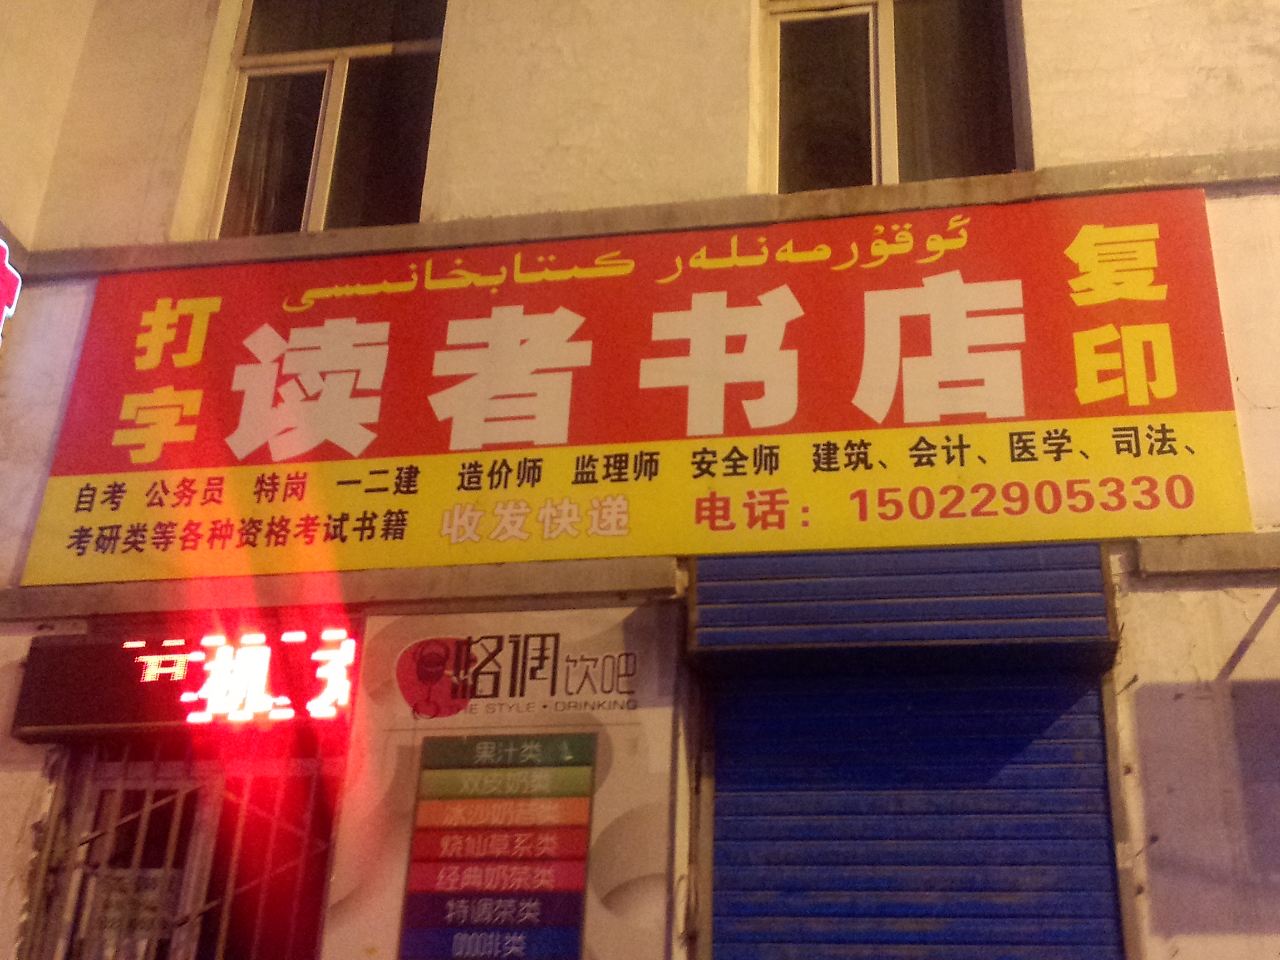 ئوقۇرمەنلەر كىتابخانىسى
打字
读者书店
复印
自考 公务员 特岗 一二建 造价师 监理师 安全师 建筑、会计、医学、司法、
考研类等各种资格考试书籍 收发快递 电话：15022905330
格调饮吧
THE STYLE·DRINKING
果汁类
双皮奶类
冰沙奶昔类
烧仙草系类
经典奶茶类
特调茶类
咖啡类